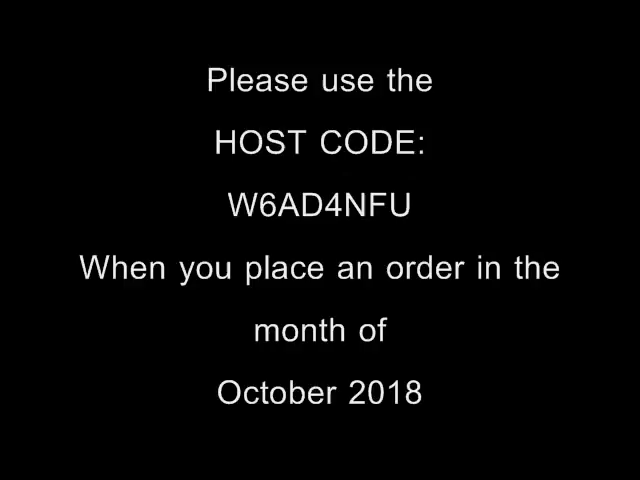 Please use the
HOST CODE:
W6AD4NFU
When you place an order in the
month of
October 2018